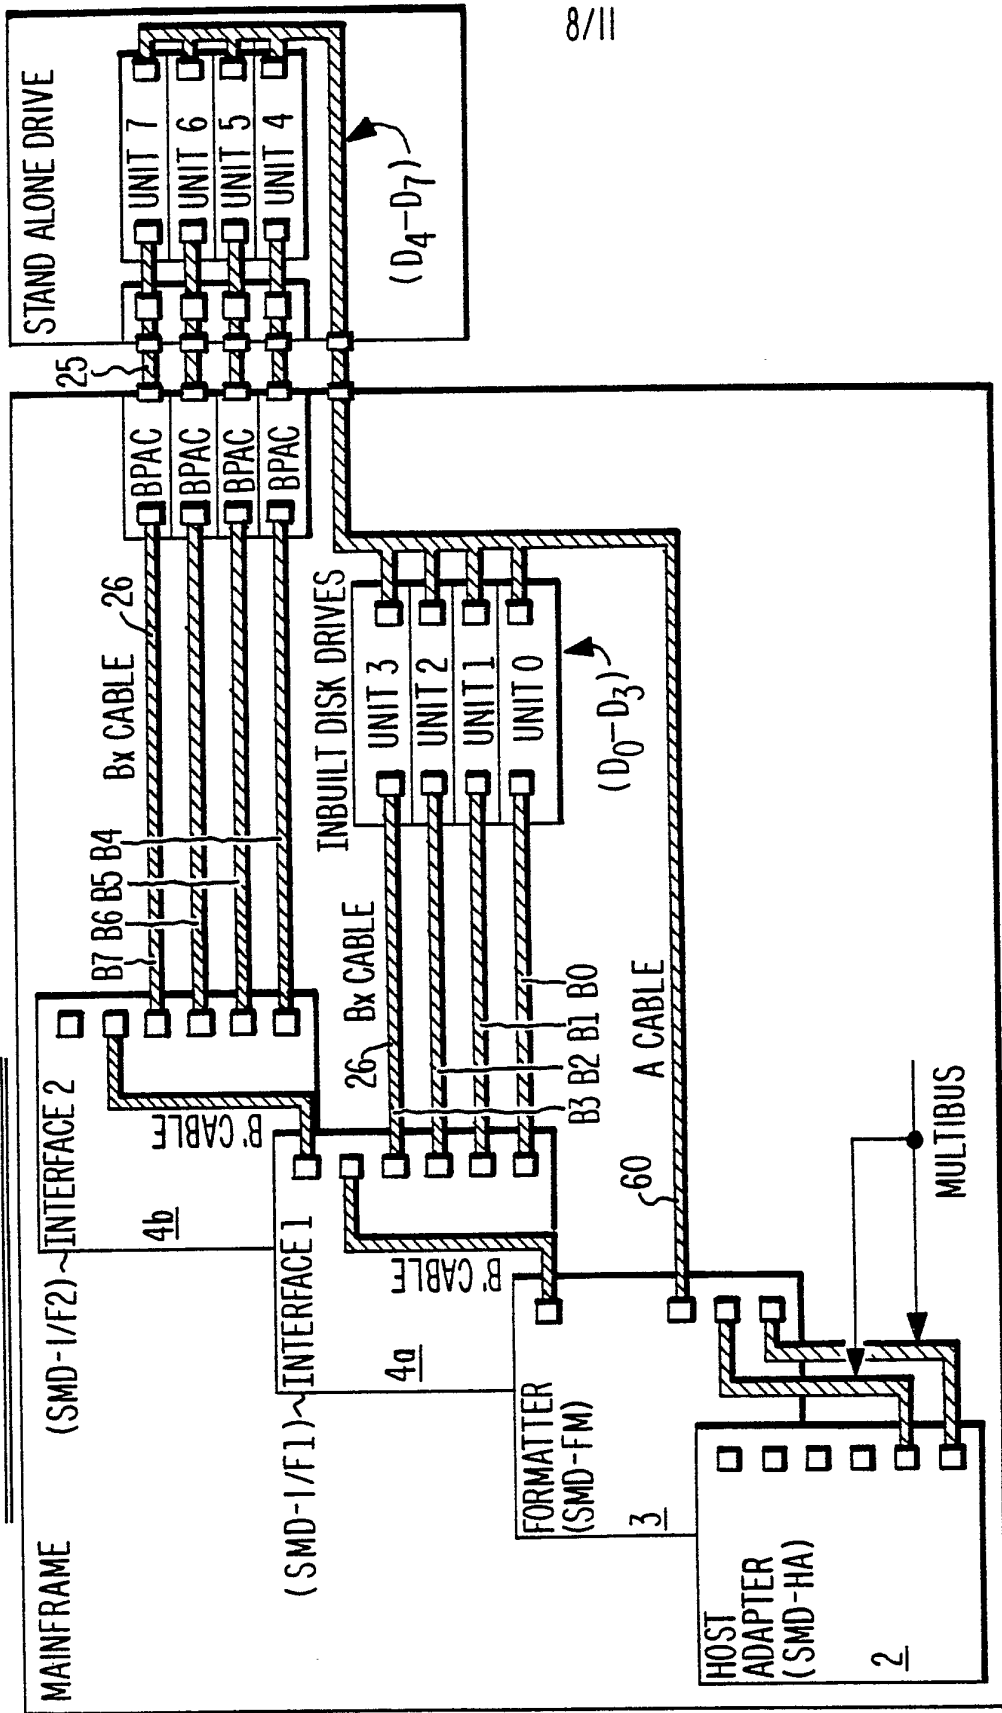 8/11
MAINFRAME
(SMD-I/F2)~INTERFACE 2
4b
B' CABLE
(SMD-I/F1)~INTERFACE 1
4a
B' CABLE
FORMATTER
(SMD-FM)
3
HOST
ADAPTER
(SMD-HA)
2
MULTIBUS
60
A CABLE
B7 B6 B5 B4
Bx CABLE
26
BPAC
BPAC
BPAC
BPAC
25
26
Bx CABLE
B3 B2 B1 B0
INBUILT DISK DRIVES
UNIT 3
UNIT 2
UNIT 1
UNIT 0
(D0-D3)
STAND ALONE DRIVE
UNIT 7
UNIT 6
UNIT 5
UNIT 4
(D4-D7)